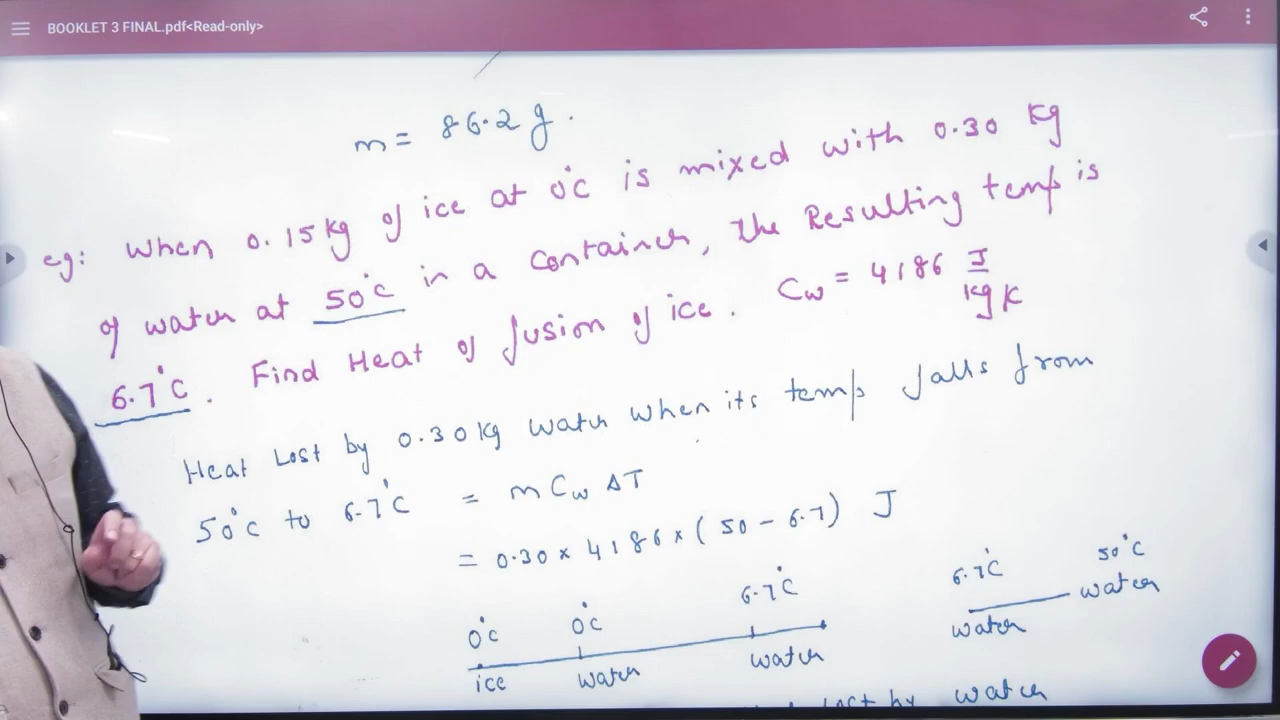 BOOKLET 3 FINAL.pdf<Read-only>
m = 86.2 g.
eg: When 0.15kg of ice at 0°C is mixed with 0.30 kg
of water at 50°C in a container, the Resulting temp is
6.7°C. Find Heat of fusion of ice. Cw = 4186 J/kg K
Heat Lost by 0.30kg water when its temp falls from
50°C to 6.7°C = m Cw ΔT
= 0.30 × 4186 × (50 - 6.7) J
0°C 0°C 6.7°C 6.7°C 50°C
ice water water water water
lost by water